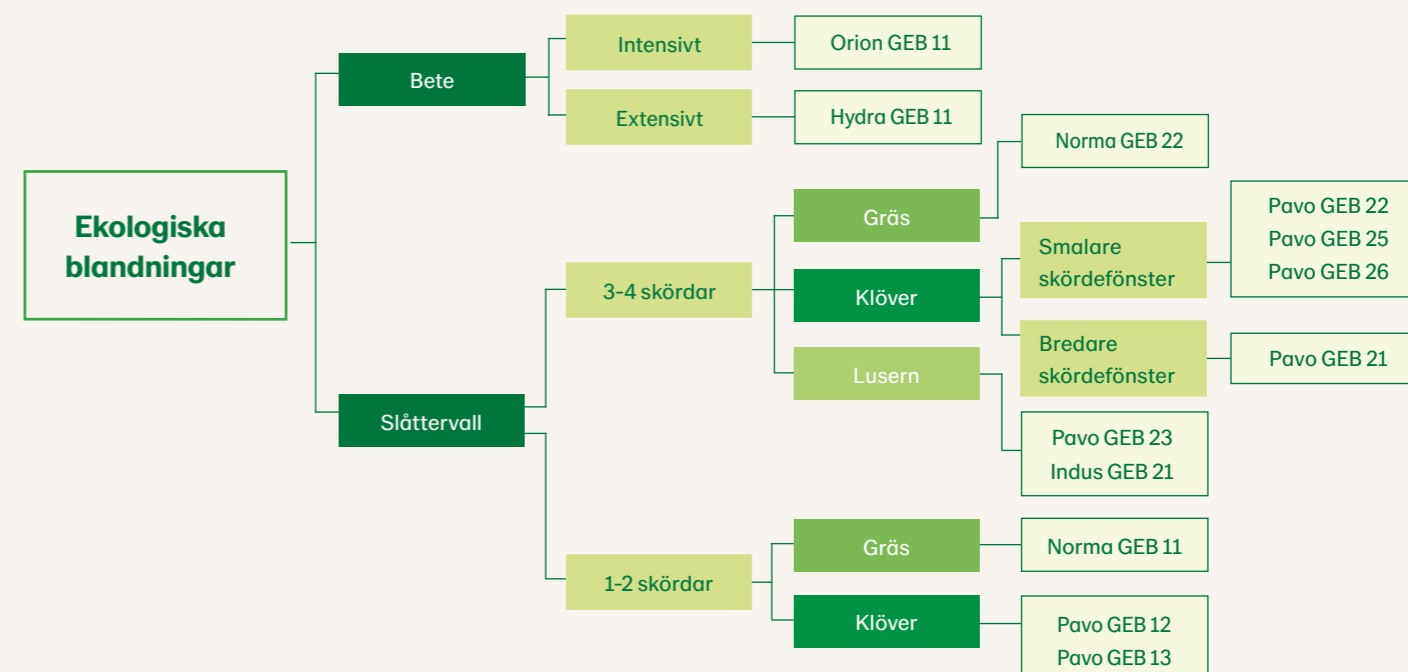 Ekologiska
blandningar
Bete
Intensivt
Orion GEB 11
Extensivt
Hydra GEB 11
Slåttervall
3-4 skördar
Gräs
Norma GEB 22
Klöver
Smalare
skördefönster
Pavo GEB 22
Pavo GEB 25
Pavo GEB 26
Bredare
skördefönster
Pavo GEB 21
Lusern
Pavo GEB 23
Indus GEB 21
1-2 skördar
Gräs
Norma GEB 11
Klöver
Pavo GEB 12
Pavo GEB 13